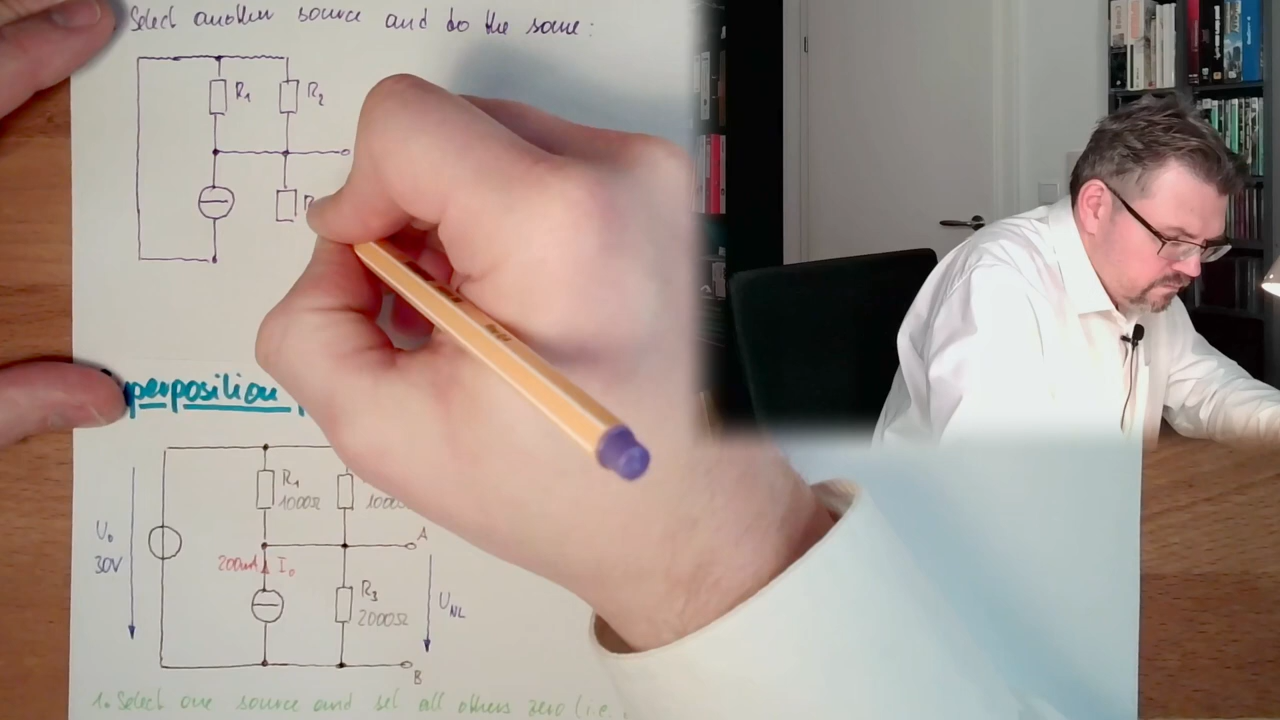 Select another source and do the same:
R1 R2
perposition
R1
1000Ω 100
A
U0
30V
200mA I0
R3
2000Ω
UNL
B
1. Select one source and set all others zero (i.e.